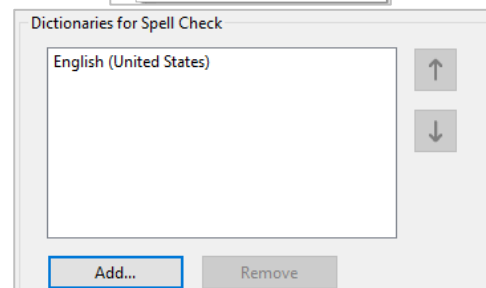 Dictionaries for Spell Check
English (United States)
Add...
Remove